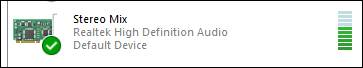 Stereo Mix
Realtek High Definition Audio
Default Device